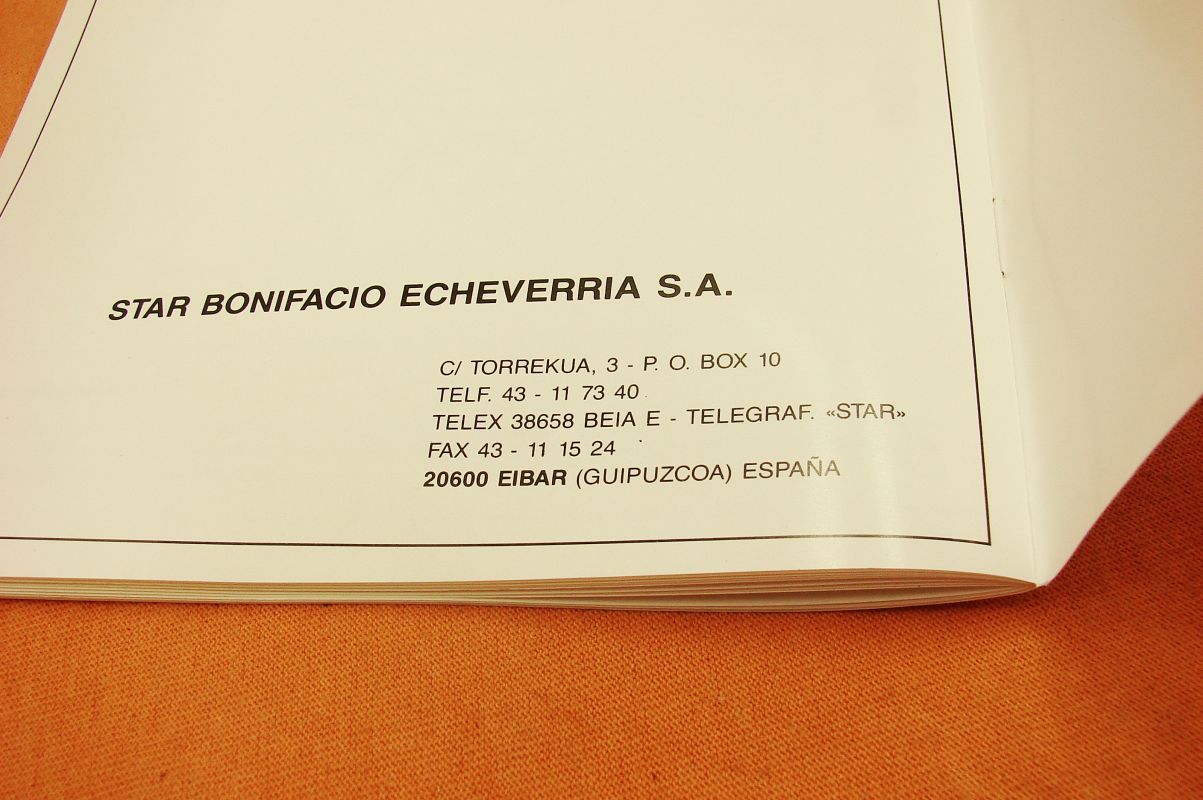 STAR BONIFACIO ECHEVERRIA S.A.
C/ TORREKUA, 3 - P. O. BOX 10
TELF. 43 - 11 73 40
TELEX 38658 BEIA E - TELEGRAF. «STAR»
FAX 43 - 11 15 24
20600 EIBAR (GUIPUZCOA) ESPAÑA